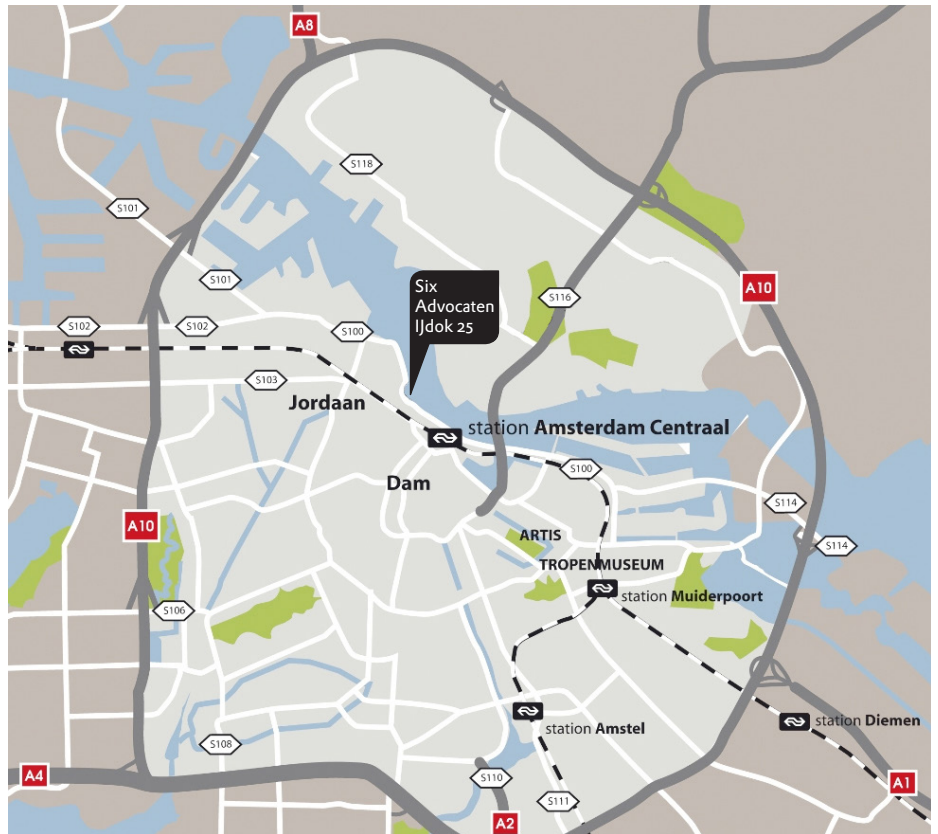 A8
S118
S101
A10
S101
Six
Advocaten
IJdok 25
S116
S102
S102
S100
S103
Jordaan
station Amsterdam Centraal
Dam
S100
S114
A10
ARTIS
S114
TROPENMUSEUM
station Muiderpoort
S106
station Diemen
station Amstel
S108
A4
S110
A1
S111
A2